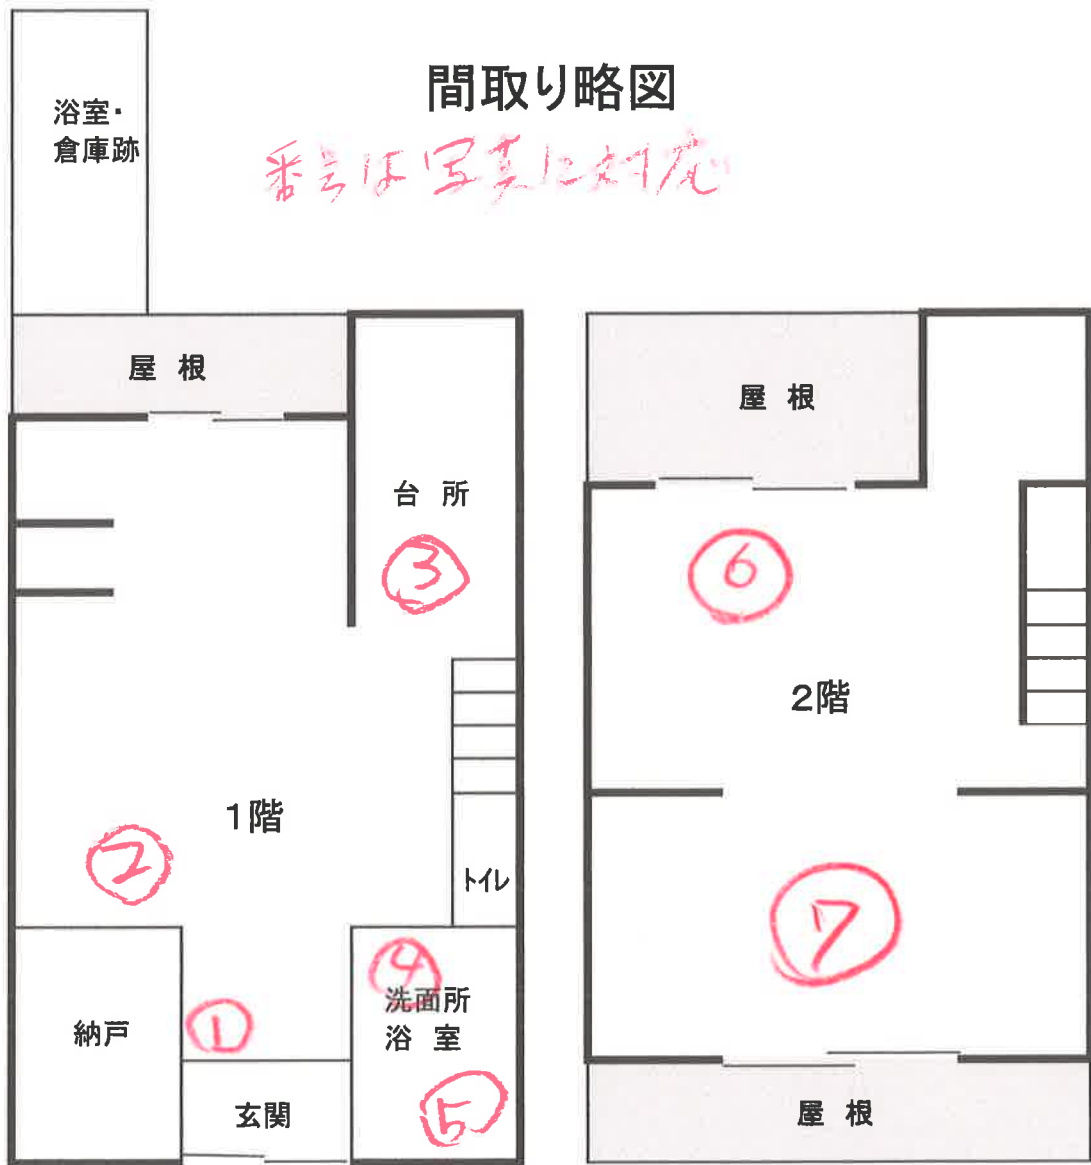 間取り略図
番号は写真に対応
浴室・
倉庫跡
屋 根
台 所
③
1階
②
トイレ
④
洗面所
浴 室
⑤
納戸
①
玄関
屋 根
⑥
2階
⑦
屋 根